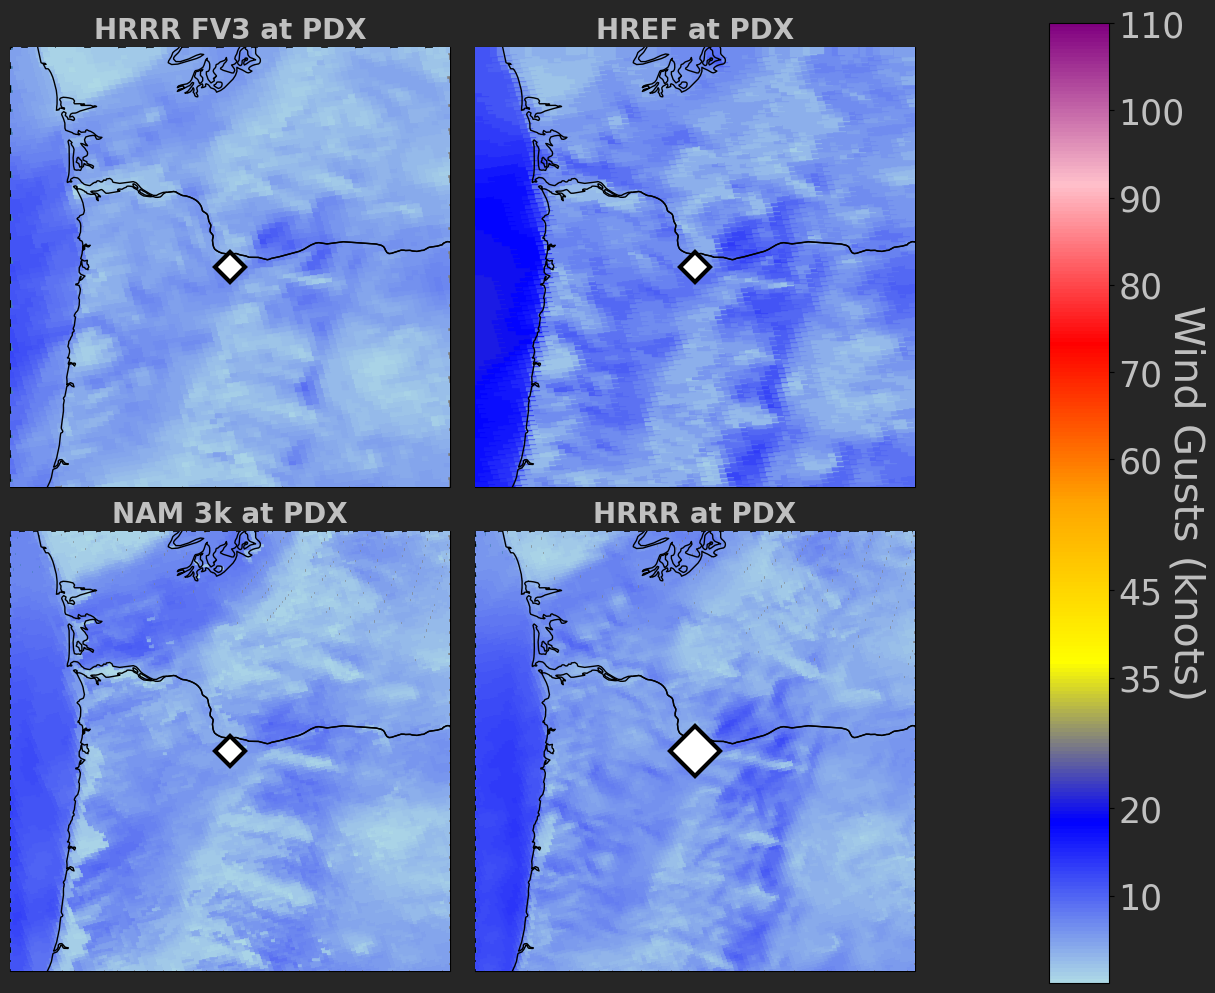 HRRR FV3 at PDX
HREF at PDX
NAM 3k at PDX
HRRR at PDX
110
100
90
80
70
60
45
35
20
10
Wind Gusts (knots)